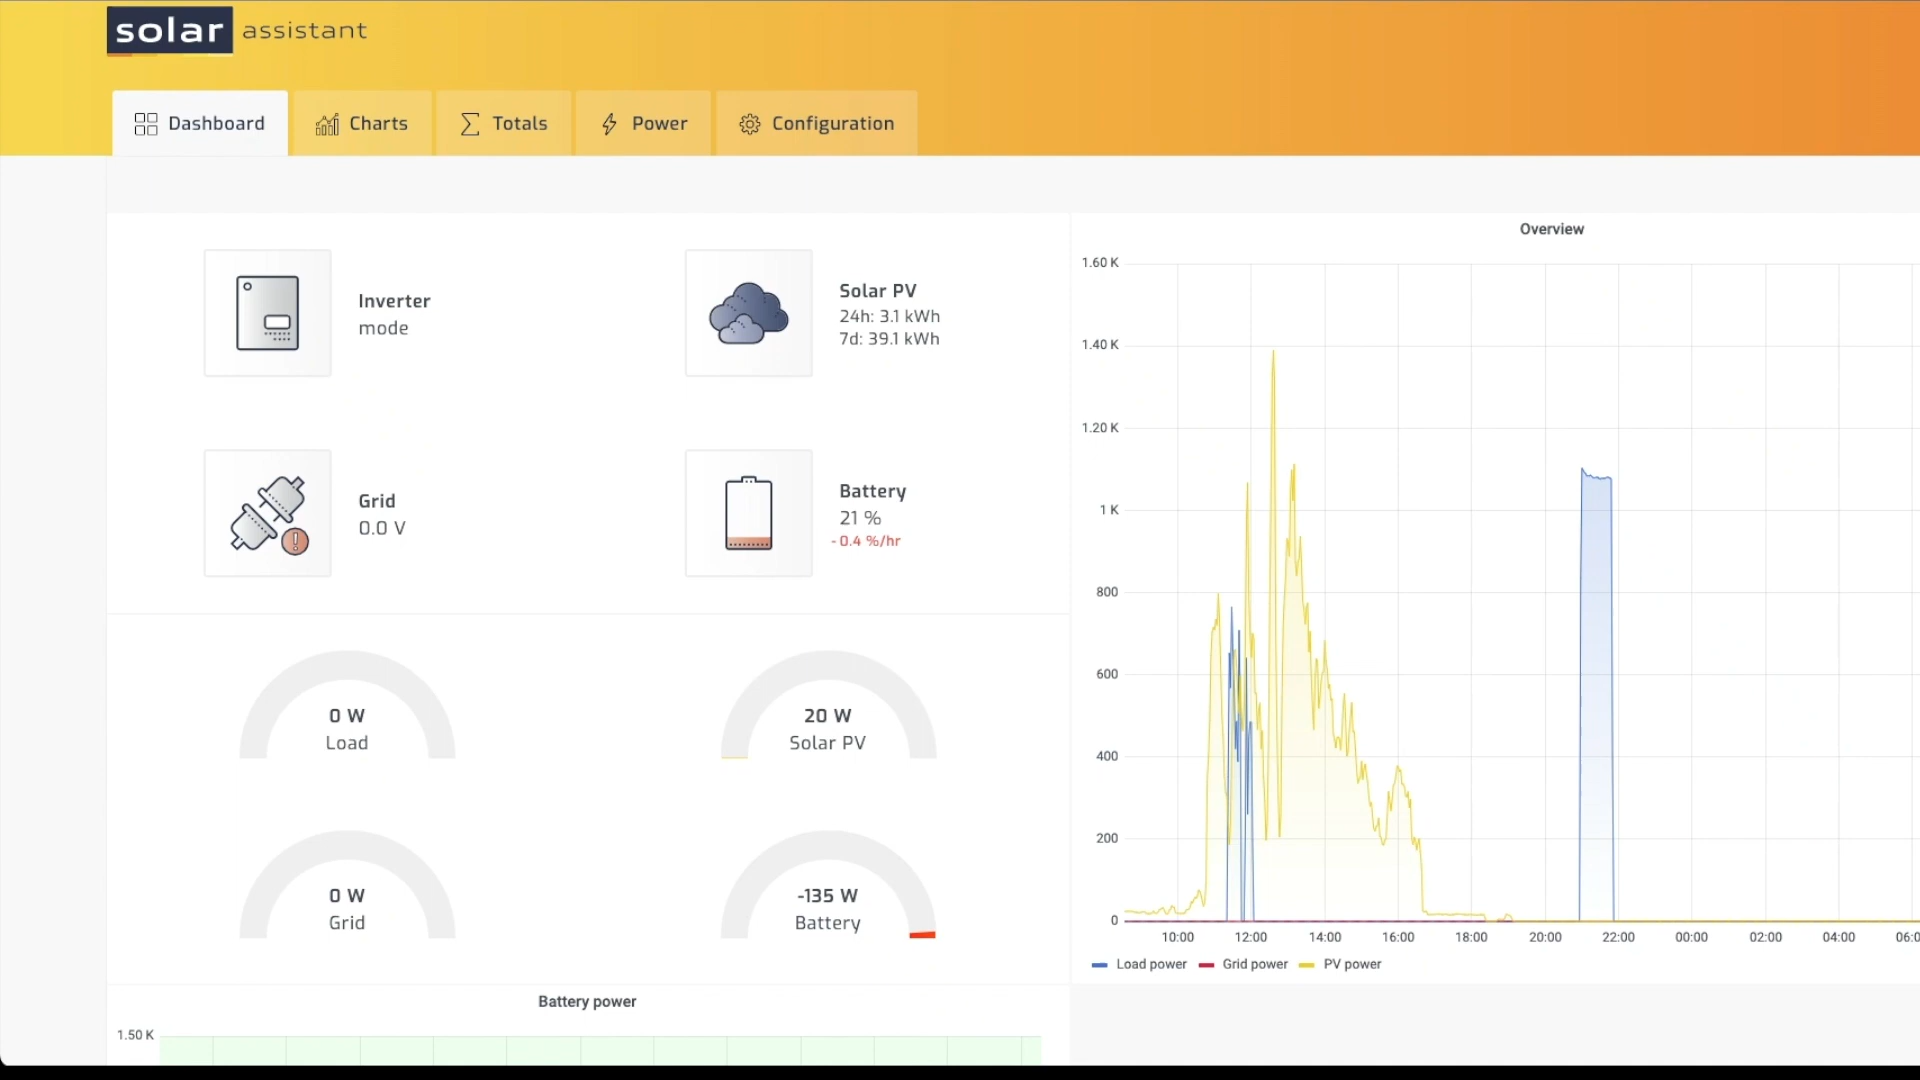 solar assistant
Dashboard
Charts
Totals
Power
Configuration
Inverter
mode
Solar PV
24h: 3.1 kWh
7d: 39.1 kWh
Grid
0.0 V
Battery
21 %
- 0.4 %/hr
0 W
Load
20 W
Solar PV
0 W
Grid
-135 W
Battery
Overview
1.60 K
1.40 K
1.20 K
1 K
800
600
400
200
0
10:00 12:00 14:00 16:00 18:00 20:00 22:00 00:00 02:00 04:00 06:0
Load power Grid power PV power
Battery power
1.50 K